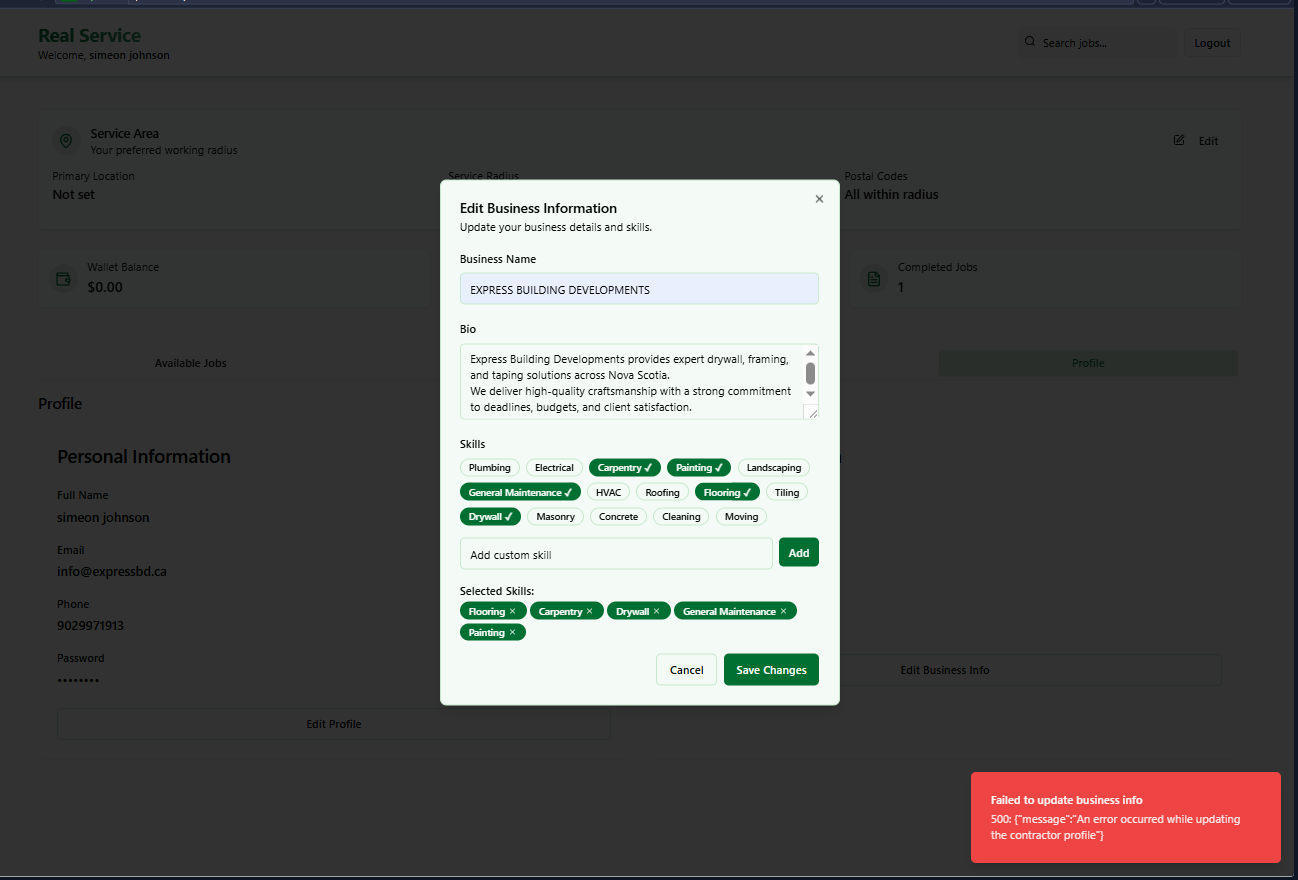 Real Service
Welcome, simeon johnson
Search jobs...
Logout
Service Area
Your preferred working radius
Edit
Primary Location
Not set
Service Radius
Postal Codes
All within radius
Wallet Balance
$0.00
Completed Jobs
1
Available Jobs
Profile
Profile
Personal Information
Full Name
simeon johnson
Email
info@expressbd.ca
Phone
9029971913
Password
••••••••
Edit Profile
Edit Business Info
Edit Business Information
Update your business details and skills.
Business Name
EXPRESS BUILDING DEVELOPMENTS
Bio
Express Building Developments provides expert drywall, framing,
and taping solutions across Nova Scotia.
We deliver high-quality craftsmanship with a strong commitment
to deadlines, budgets, and client satisfaction.
Skills
Plumbing Electrical Carpentry ✓ Painting ✓ Landscaping
General Maintenance ✓ HVAC Roofing Flooring ✓ Tiling
Drywall ✓ Masonry Concrete Cleaning Moving
Add custom skill
Add
Selected Skills:
Flooring × Carpentry × Drywall × General Maintenance ×
Painting ×
Cancel
Save Changes
Failed to update business info
500: {"message":"An error occurred while updating
the contractor profile"}